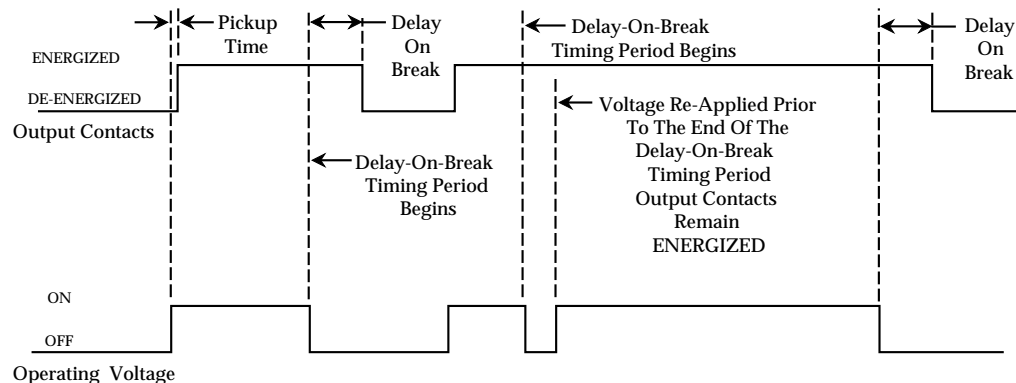 Pickup
Time
Delay
On
Break
Delay-On-Break
Timing Period Begins
Delay
On
Break
ENERGIZED
DE-ENERGIZED
Output Contacts
Delay-On-Break
Timing Period
Begins
Voltage Re-Applied Prior
To The End Of The
Delay-On-Break
Timing Period
Output Contacts
Remain
ENERGIZED
ON
OFF
Operating Voltage